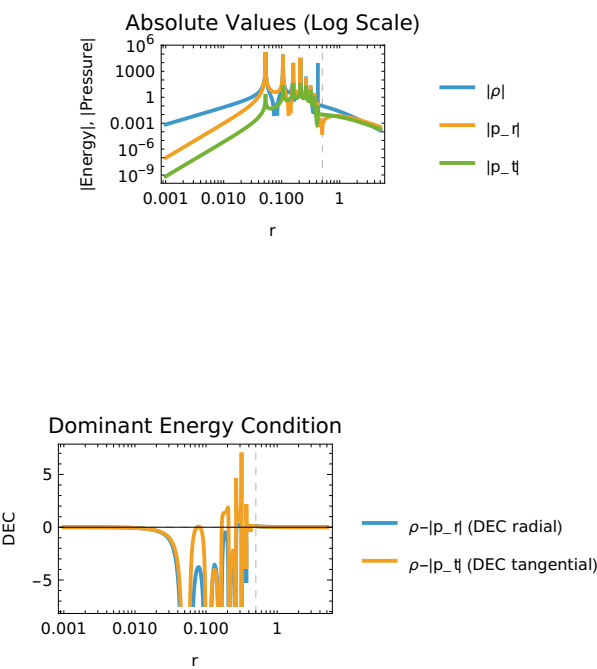 Absolute Values (Log Scale)
|Energy|, |Pressure|
10^6
1000
1
0.001
10^-6
10^-9
0.001 0.010 0.100 1
r
|ρ|
|p_r|
|p_t|
Dominant Energy Condition
DEC
5
0
-5
0.001 0.010 0.100 1
r
ρ-|p_r| (DEC radial)
ρ-|p_t| (DEC tangential)